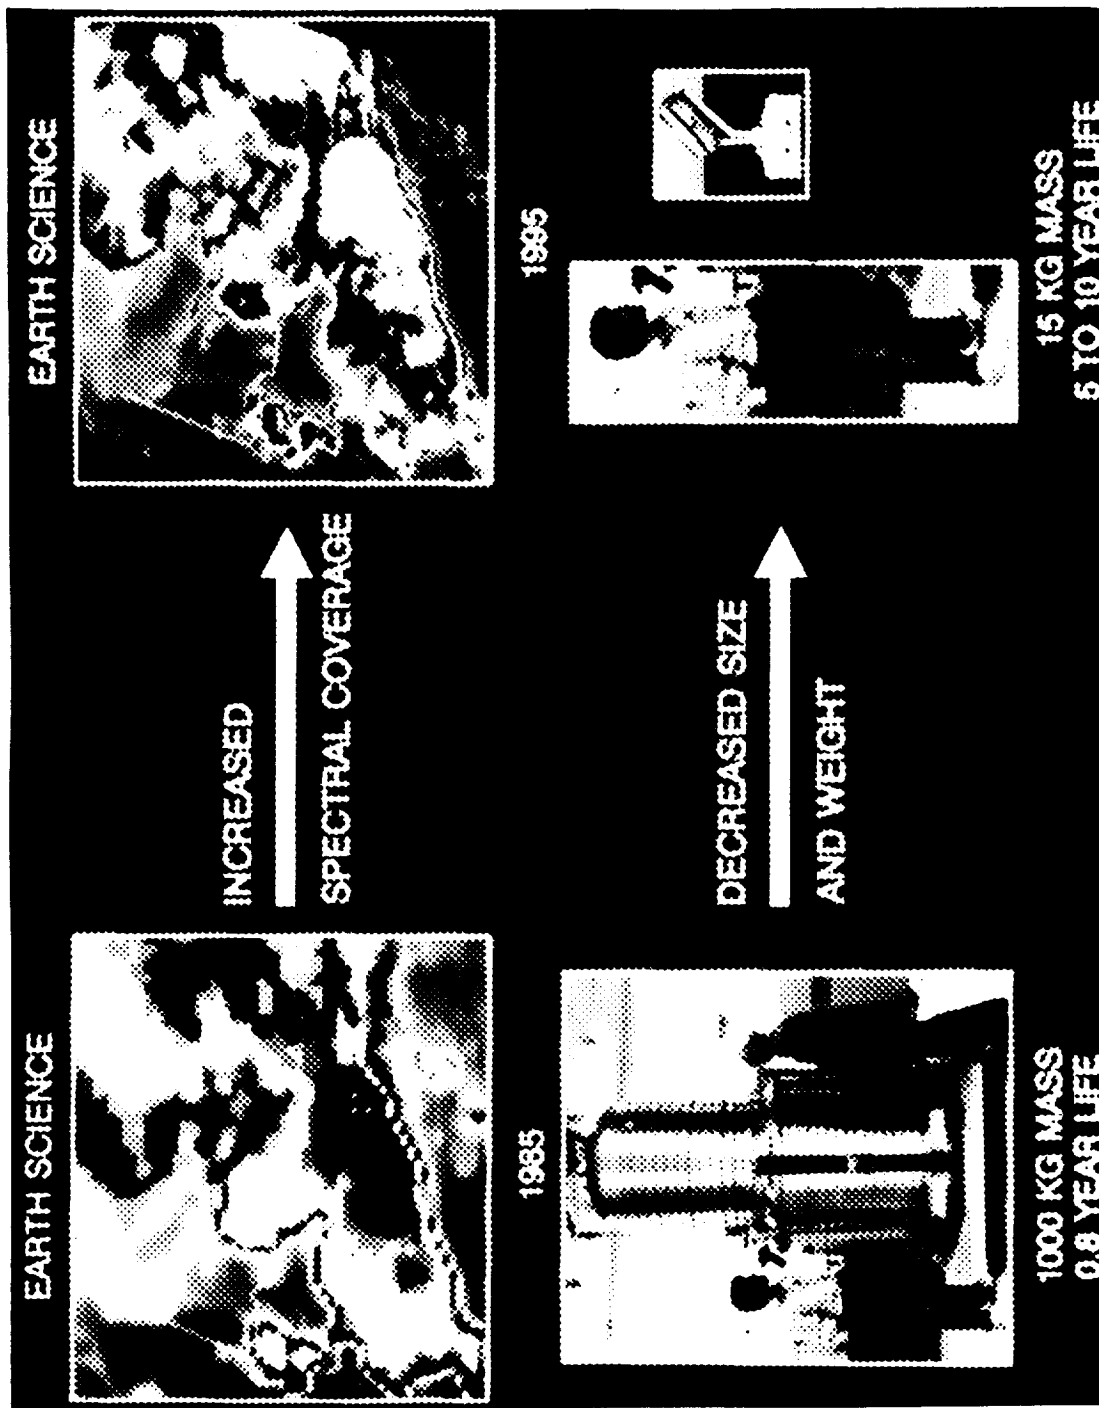 EARTH SCIENCE
EARTH SCIENCE
INCREASED
SPECTRAL COVERAGE
1985
1995
DECREASED SIZE
AND WEIGHT
1000 KG MASS
0.8 YEAR LIFE
15 KG MASS
5 TO 10 YEAR LIFE